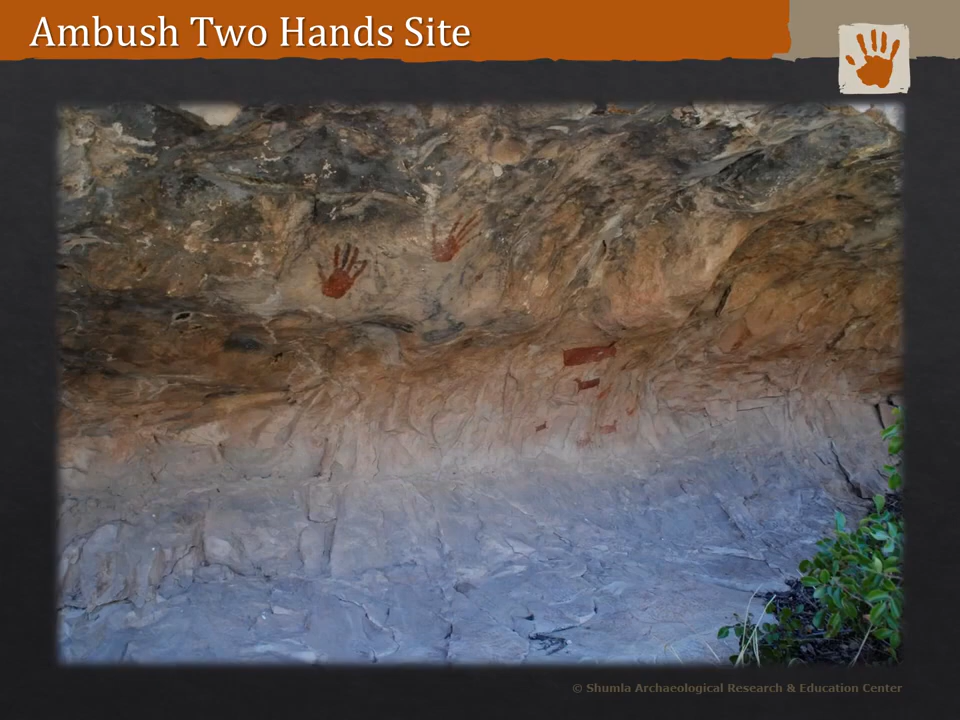 Ambush Two Hands Site
© Shumla Archaeological Research & Education Center